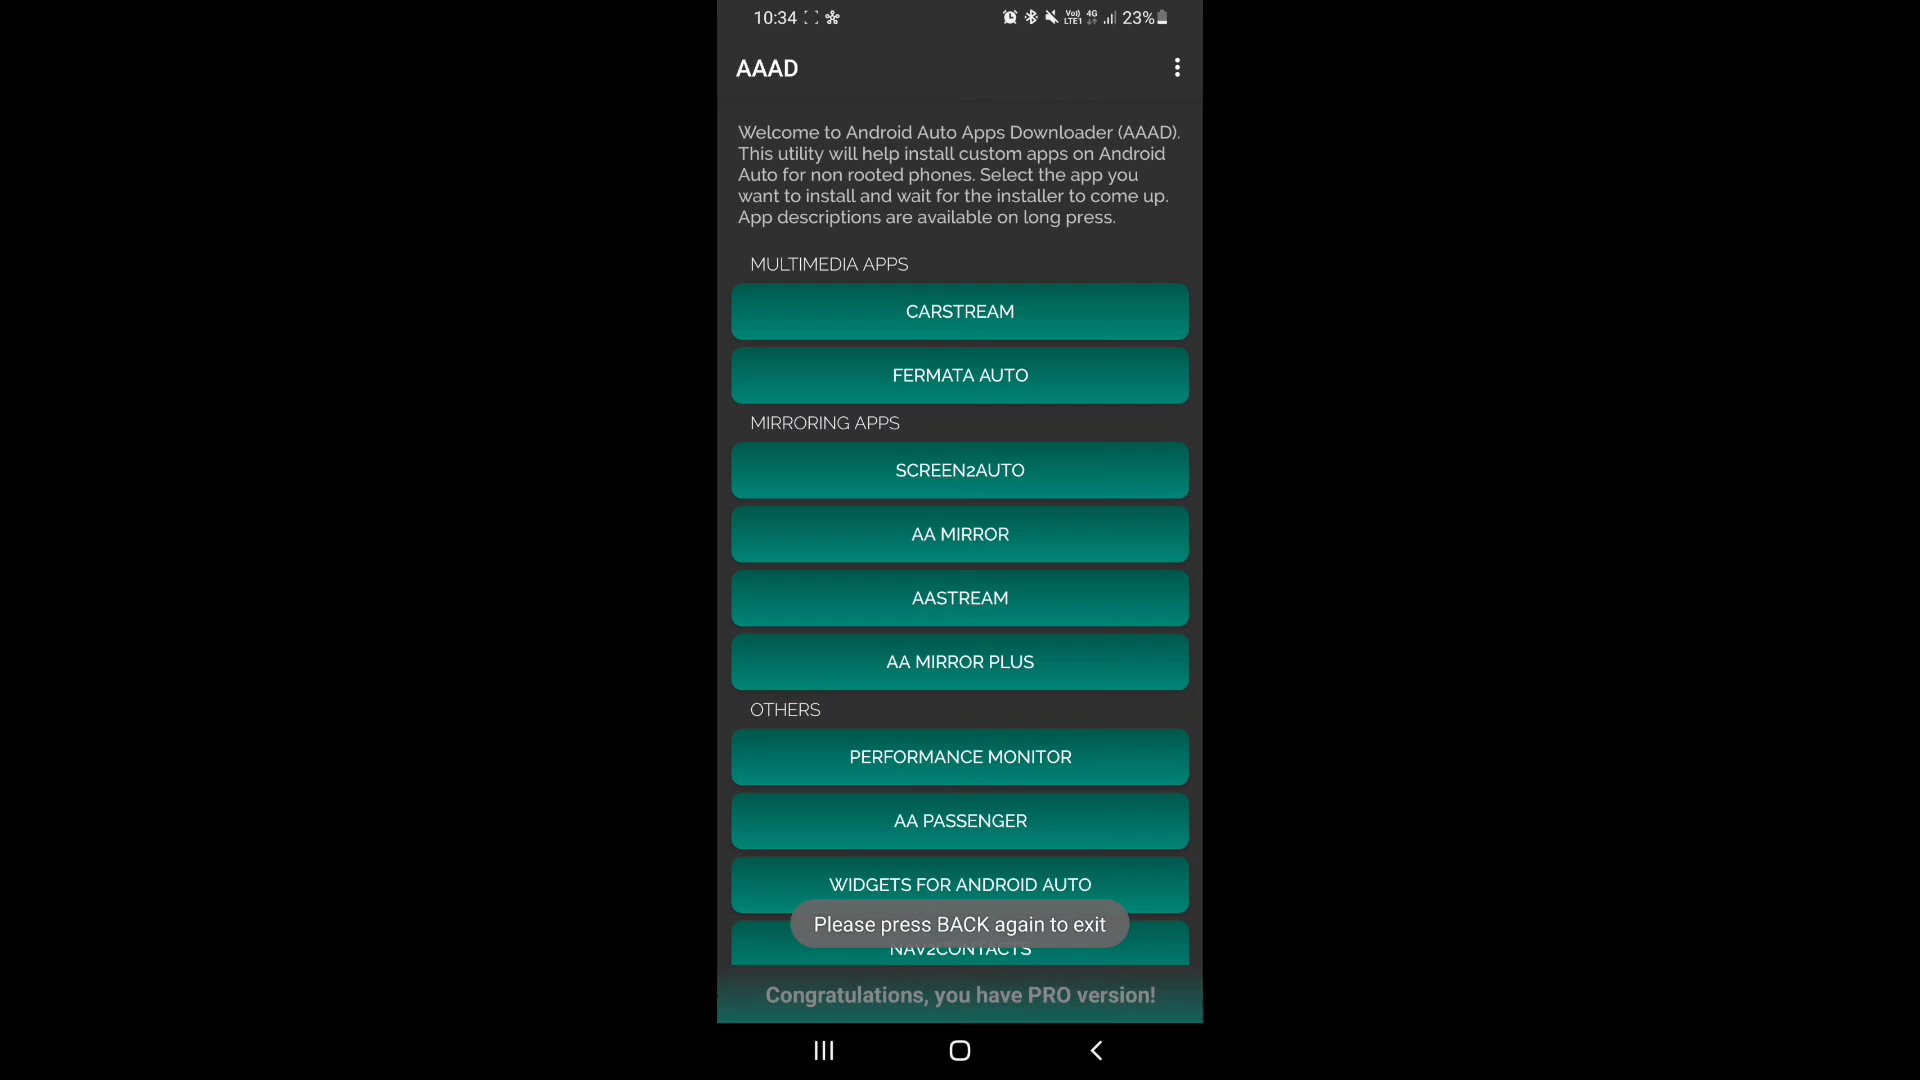 10:34
Vo)) LTE1 4G 23%
AAAD
Welcome to Android Auto Apps Downloader (AAAD).
This utility will help install custom apps on Android
Auto for non rooted phones. Select the app you
want to install and wait for the installer to come up.
App descriptions are available on long press.
MULTIMEDIA APPS
CARSTREAM
FERMATA AUTO
MIRRORING APPS
SCREEN2AUTO
AA MIRROR
AASTREAM
AA MIRROR PLUS
OTHERS
PERFORMANCE MONITOR
AA PASSENGER
WIDGETS FOR ANDROID AUTO
Please press BACK again to exit
NAV2CONTACTS
Congratulations, you have PRO version!